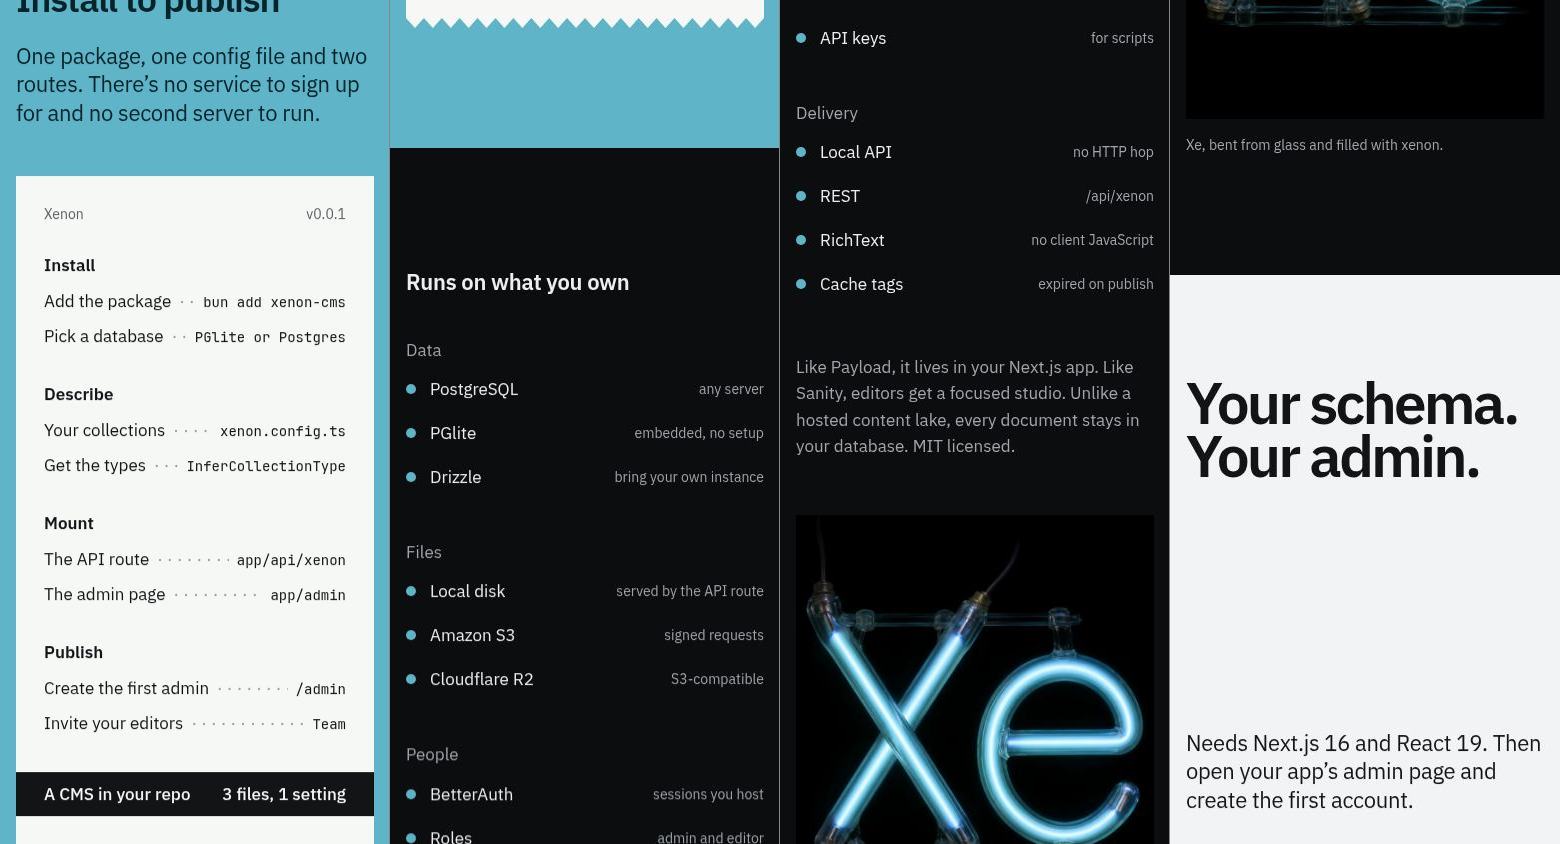 Install to publish
One package, one config file and two
routes. There’s no service to sign up
for and no second server to run.
Xenon v0.0.1
Install
Add the package ·· bun add xenon-cms
Pick a database ·· PGlite or Postgres
Describe
Your collections ···· xenon.config.ts
Get the types ··· InferCollectionType
Mount
The API route ········ app/api/xenon
The admin page ········· app/admin
Publish
Create the first admin ······· /admin
Invite your editors ············ Team
A CMS in your repo 3 files, 1 setting
Runs on what you own
Data
PostgreSQL any server
PGlite embedded, no setup
Drizzle bring your own instance
Files
Local disk served by the API route
Amazon S3 signed requests
Cloudflare R2 S3-compatible
People
BetterAuth sessions you host
Roles admin and editor
API keys for scripts
Delivery
Local API no HTTP hop
REST /api/xenon
RichText no client JavaScript
Cache tags expired on publish
Like Payload, it lives in your Next.js app. Like
Sanity, editors get a focused studio. Unlike a
hosted content lake, every document stays in
your database. MIT licensed.
Xe
Xe, bent from glass and filled with xenon.
Your schema.
Your admin.
Needs Next.js 16 and React 19. Then
open your app’s admin page and
create the first account.